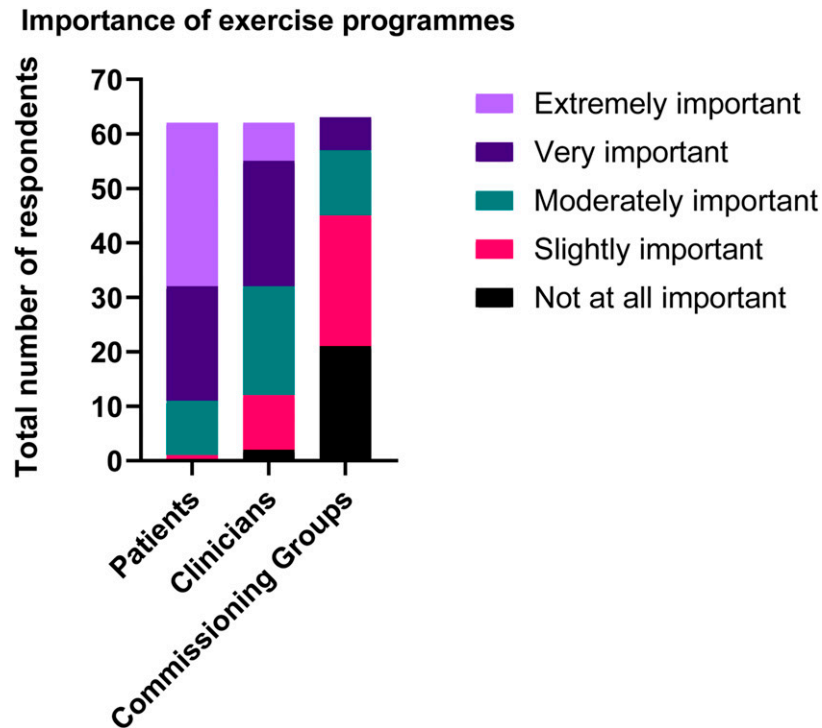 Importance of exercise programmes
Total number of respondents
70
60
50
40
30
20
10
0
Patients
Clinicians
Commissioning Groups
Extremely important
Very important
Moderately important
Slightly important
Not at all important